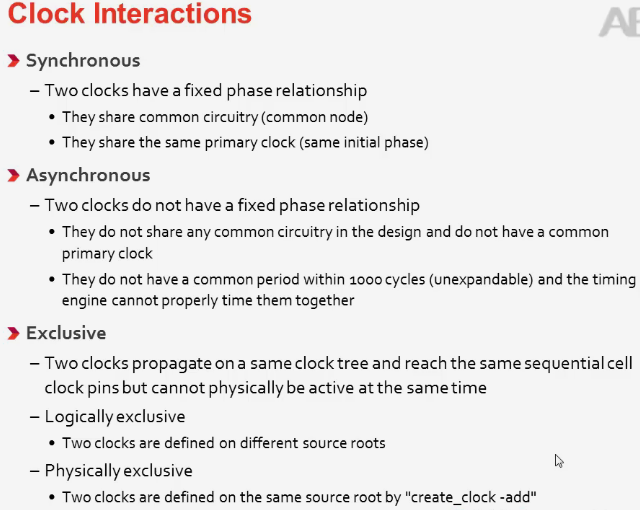 Clock Interactions
Synchronous
– Two clocks have a fixed phase relationship
• They share common circuitry (common node)
• They share the same primary clock (same initial phase)
Asynchronous
– Two clocks do not have a fixed phase relationship
• They do not share any common circuitry in the design and do not have a common
primary clock
• They do not have a common period within 1000 cycles (unexpandable) and the timing
engine cannot properly time them together
Exclusive
– Two clocks propagate on a same clock tree and reach the same sequential cell
clock pins but cannot physically be active at the same time
– Logically exclusive
• Two clocks are defined on different source roots
– Physically exclusive
• Two clocks are defined on the same source root by "create_clock -add"